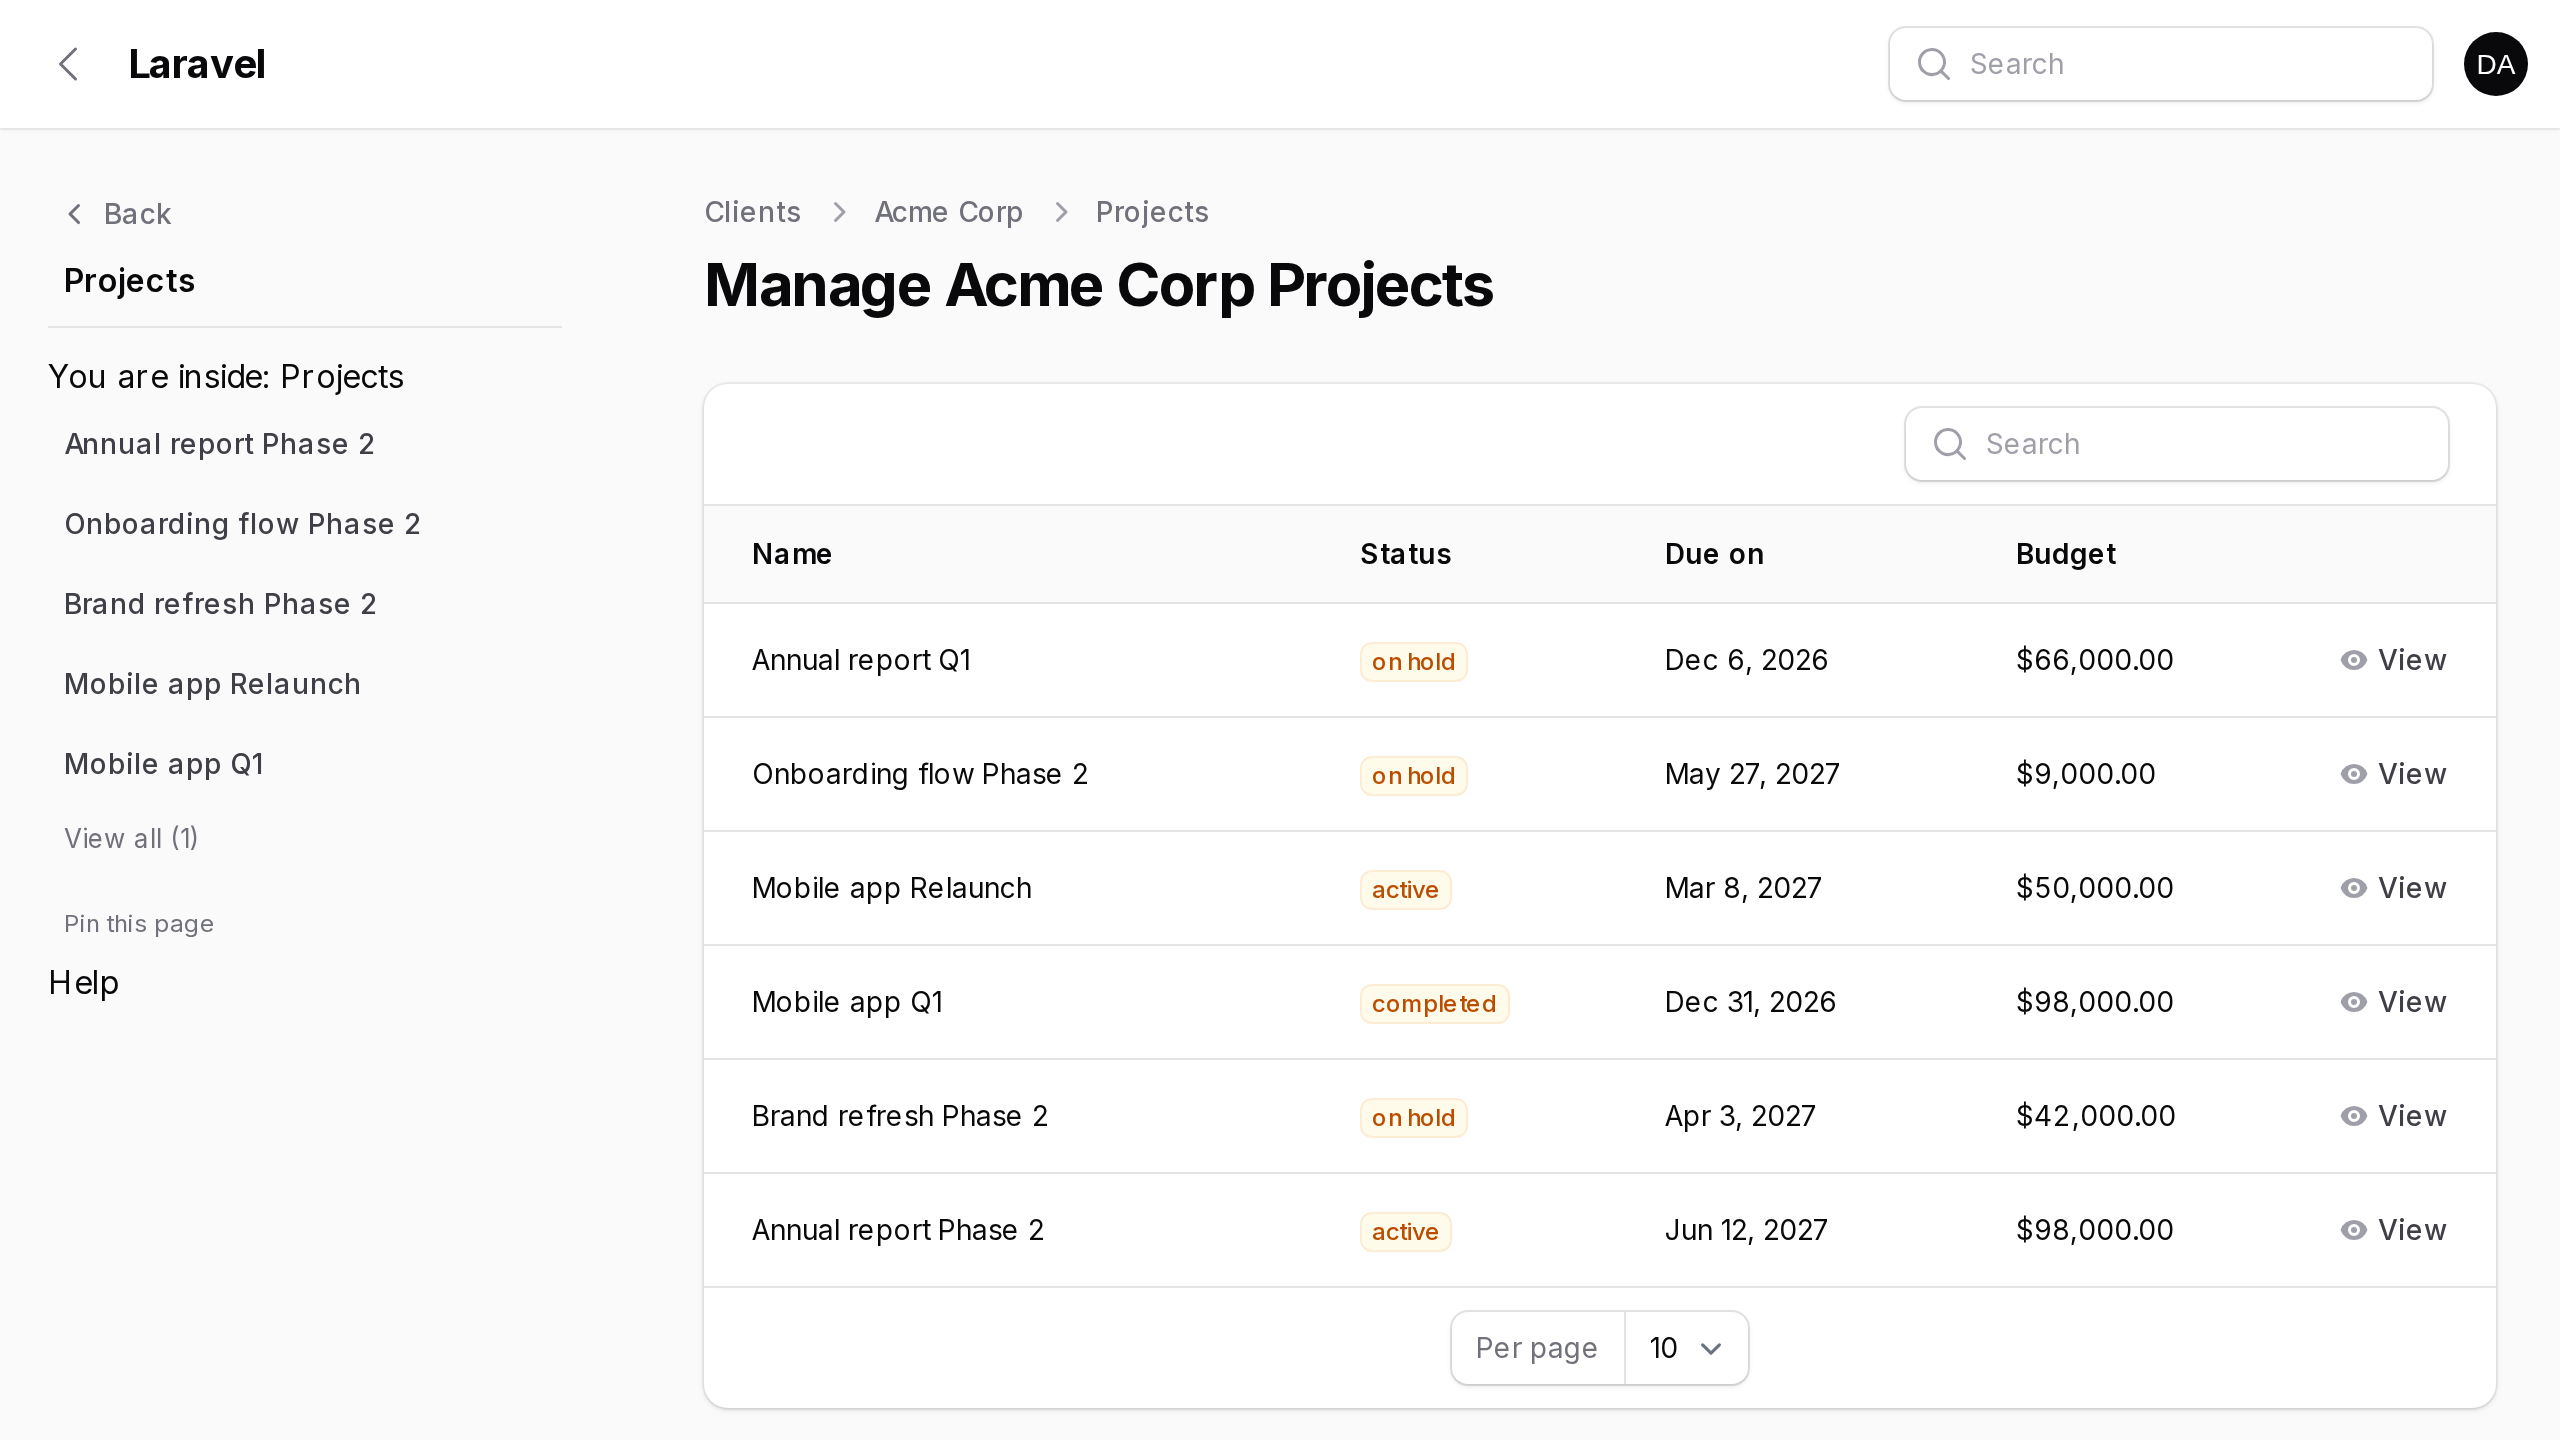 Laravel
Search
DA
Back
Projects
You are inside: Projects
Annual report Phase 2
Onboarding flow Phase 2
Brand refresh Phase 2
Mobile app Relaunch
Mobile app Q1
View all (1)
Pin this page
Help
Clients > Acme Corp > Projects
Manage Acme Corp Projects
Search
Name Status Due on Budget
Annual report Q1 on hold Dec 6, 2026 $66,000.00 View
Onboarding flow Phase 2 on hold May 27, 2027 $9,000.00 View
Mobile app Relaunch active Mar 8, 2027 $50,000.00 View
Mobile app Q1 completed Dec 31, 2026 $98,000.00 View
Brand refresh Phase 2 on hold Apr 3, 2027 $42,000.00 View
Annual report Phase 2 active Jun 12, 2027 $98,000.00 View
Per page 10